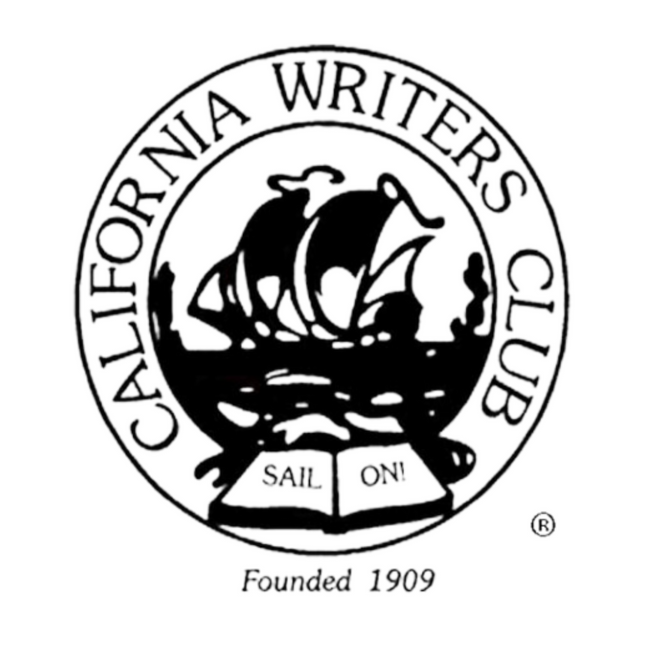 CALIFORNIA WRITERS CLUB
SAIL ON!
®
Founded 1909